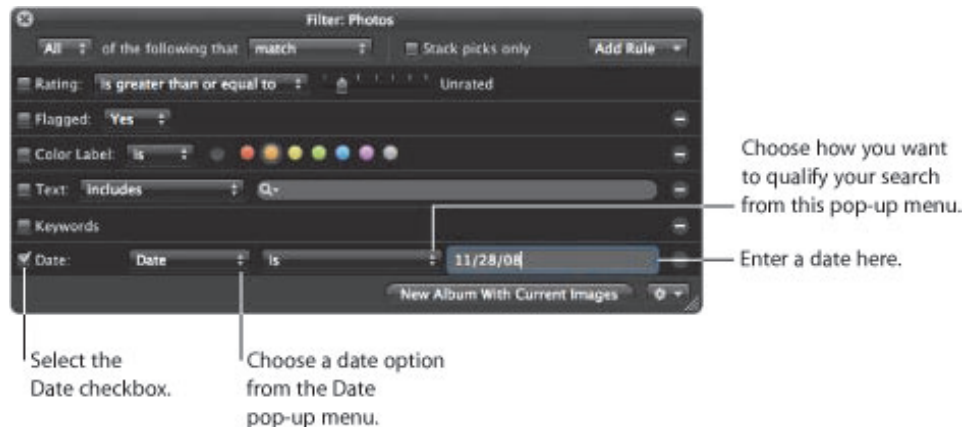 Filter: Photos
All of the following that match Stack picks only Add Rule
Rating: is greater than or equal to Unrated
Flagged: Yes
Color Label: is
Text: includes
Keywords
Date: Date is 11/28/08
New Album With Current Images
Choose how you want
to qualify your search
from this pop-up menu.
Enter a date here.
Select the
Date checkbox.
Choose a date option
from the Date
pop-up menu.